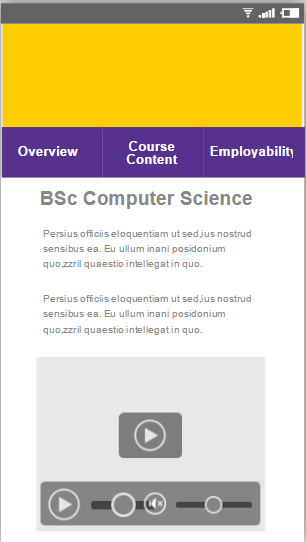 Overview
Course
Content
Employability
BSc Computer Science
Persius officiis eloquentiam ut sed,ius nostrud
sensibus ea. Eu ullum inani posidonium
quo,zzril quaestio intellegat in quo.
Persius officiis eloquentiam ut sed,ius nostrud
sensibus ea. Eu ullum inani posidonium
quo,zzril quaestio intellegat in quo.